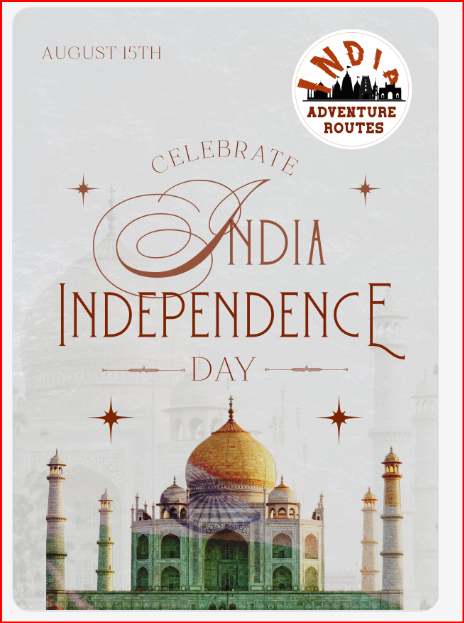 AUGUST 15TH
INDIA
ADVENTURE
ROUTES
CELEBRATE
INDIA
INDEPENDENCE
DAY